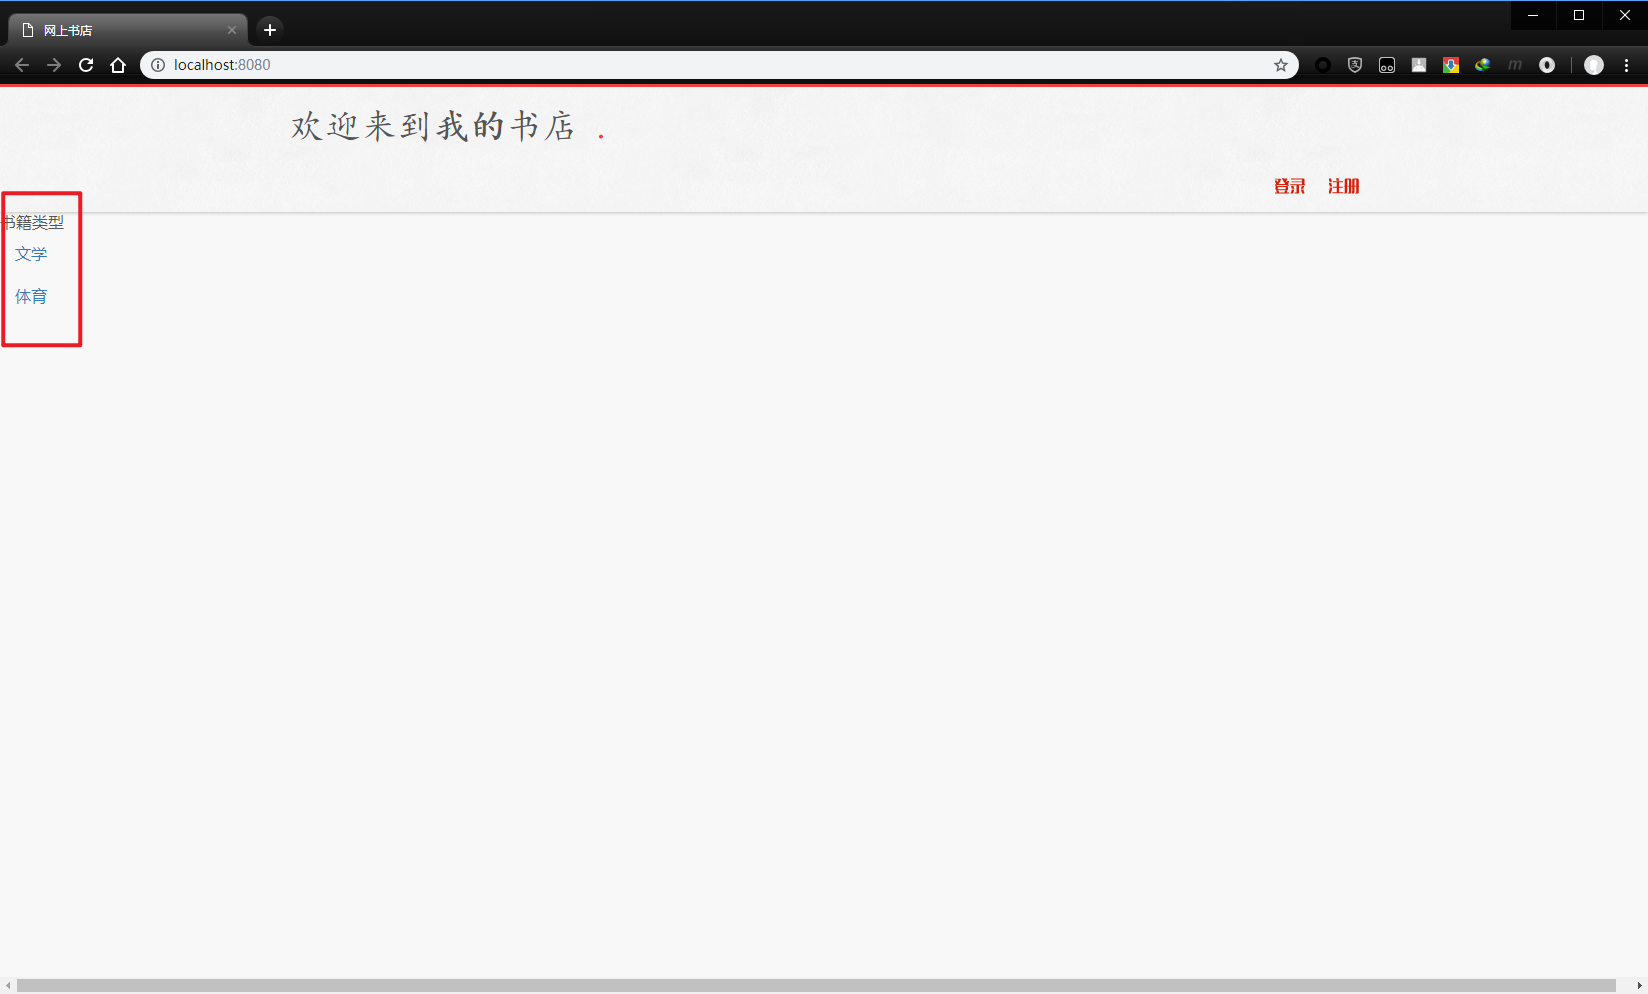 网上书店
localhost:8080
欢迎来到我的书店 .
登录 注册
书籍类型
文学
体育